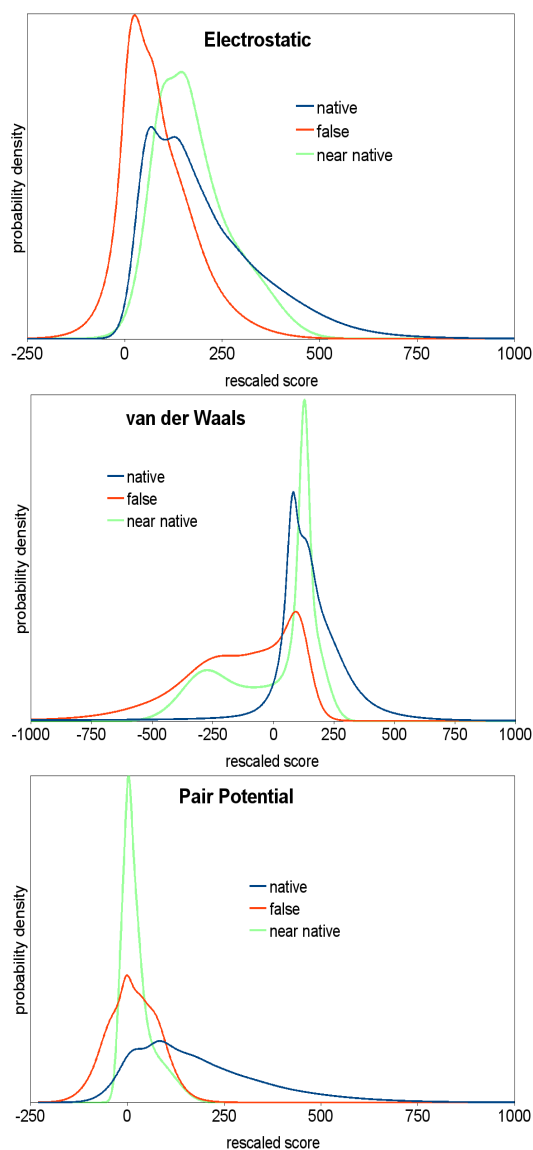 Electrostatic
probability density
native
false
near native
-250 0 250 500 750 1000
rescaled score
van der Waals
probability density
native
false
near native
-1000 -750 -500 -250 0 250 500 750 1000
rescaled score
Pair Potential
probability density
native
false
near native
-250 0 250 500 750 1000
rescaled score